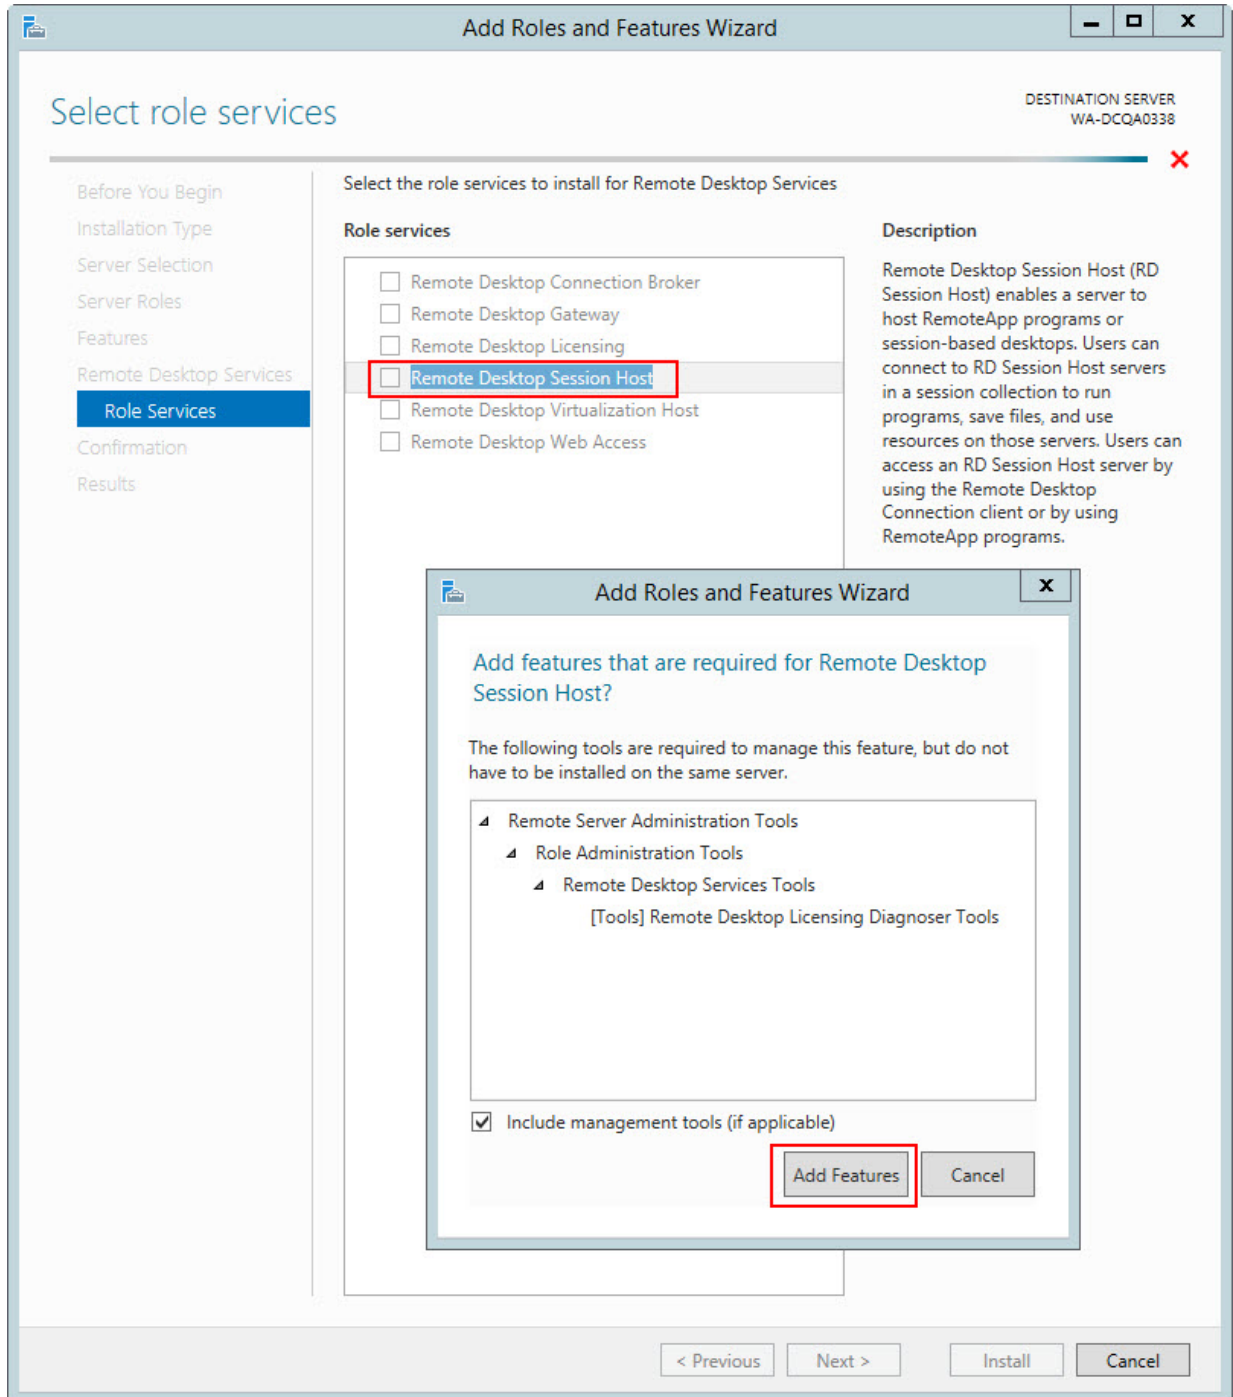 Add Roles and Features Wizard
Select role services
DESTINATION SERVER
WA-DCQA0338
Before You Begin
Installation Type
Server Selection
Server Roles
Features
Remote Desktop Services
Role Services
Confirmation
Results
Select the role services to install for Remote Desktop Services
Role services
Remote Desktop Connection Broker
Remote Desktop Gateway
Remote Desktop Licensing
Remote Desktop Session Host
Remote Desktop Virtualization Host
Remote Desktop Web Access
Description
Remote Desktop Session Host (RD
Session Host) enables a server to
host RemoteApp programs or
session-based desktops. Users can
connect to RD Session Host servers
in a session collection to run
programs, save files, and use
resources on those servers. Users can
access an RD Session Host server by
using the Remote Desktop
Connection client or by using
RemoteApp programs.
Add Roles and Features Wizard
Add features that are required for Remote Desktop
Session Host?
The following tools are required to manage this feature, but do not
have to be installed on the same server.
Remote Server Administration Tools
Role Administration Tools
Remote Desktop Services Tools
[Tools] Remote Desktop Licensing Diagnoser Tools
Include management tools (if applicable)
Add Features
Cancel
< Previous
Next >
Install
Cancel